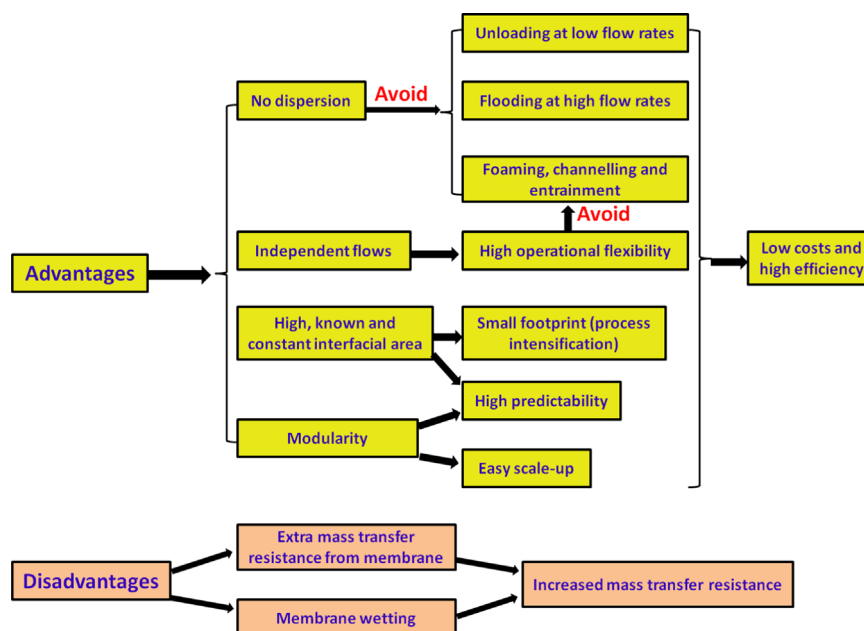 Unloading at low flow rates
No dispersion
Avoid
Flooding at high flow rates
Foaming, channelling and
entrainment
Avoid
Advantages
Independent flows
High operational flexibility
Low costs and
high efficiency
High, known and
constant interfacial area
Small footprint (process
intensification)
High predictability
Modularity
Easy scale-up
Disadvantages
Extra mass transfer
resistance from membrane
Increased mass transfer resistance
Membrane wetting